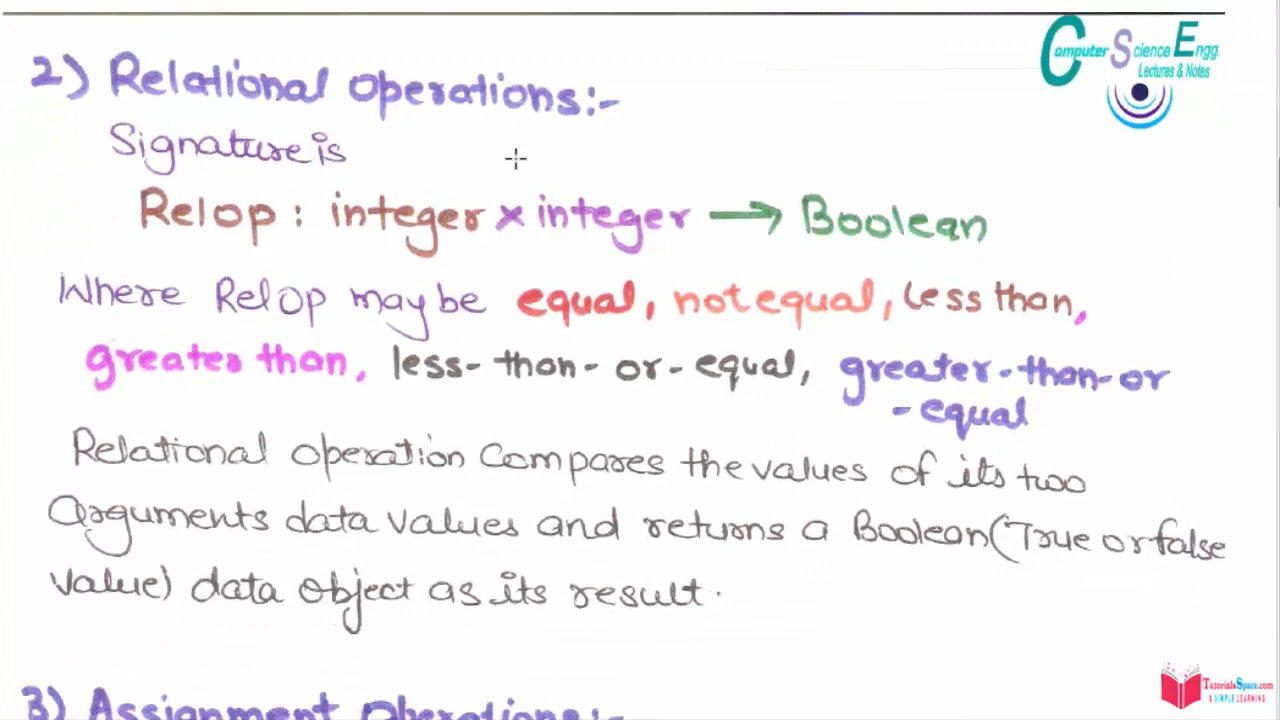 Computer Science Engg.
Lectures & Notes
2) Relational Operations:-
Signature is
Relop : integer x integer → Boolean
Where RelOp may be equal, not equal, less than,
greater than, less-than-or-equal, greater-than-or
-equal
Relational operation Compares the values of its two
Arguments data values and returns a Boolean (True or false
value) data object as its result.
3) Assignment Operations:-
TutorialsSpace.com
A SIMPLE LEARNING